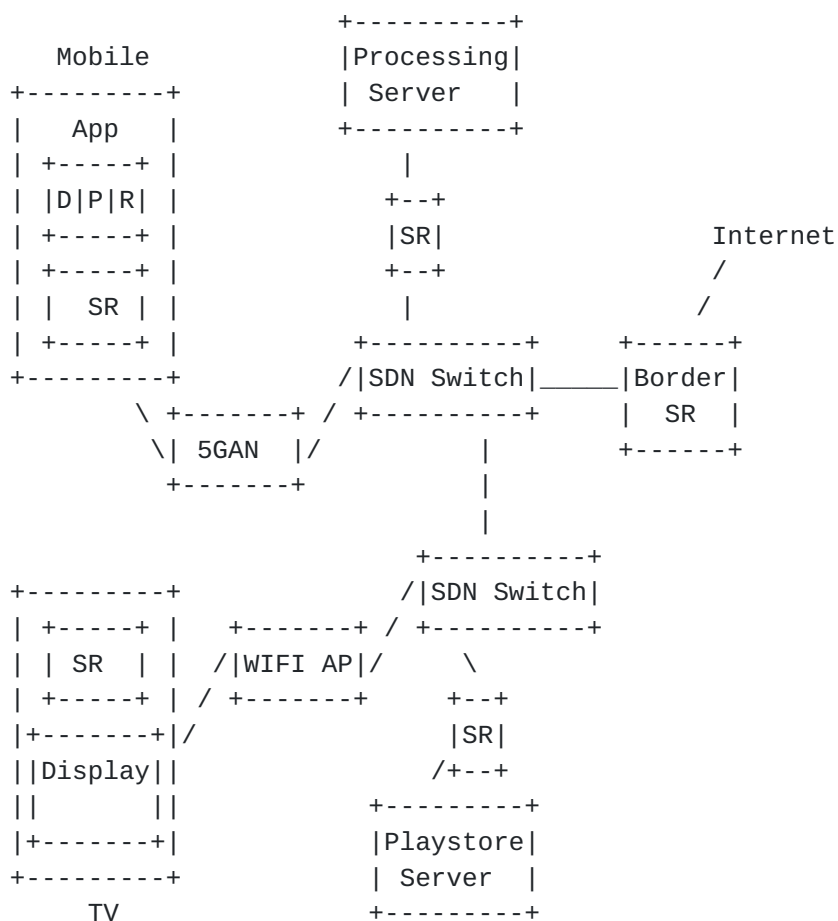 Processing
Mobile
Server
App
D|P|R
SR
Internet
SR
SDN Switch
Border
SR
5GAN
SDN Switch
SR
WIFI AP
SR
Display
Playstore
Server
TV